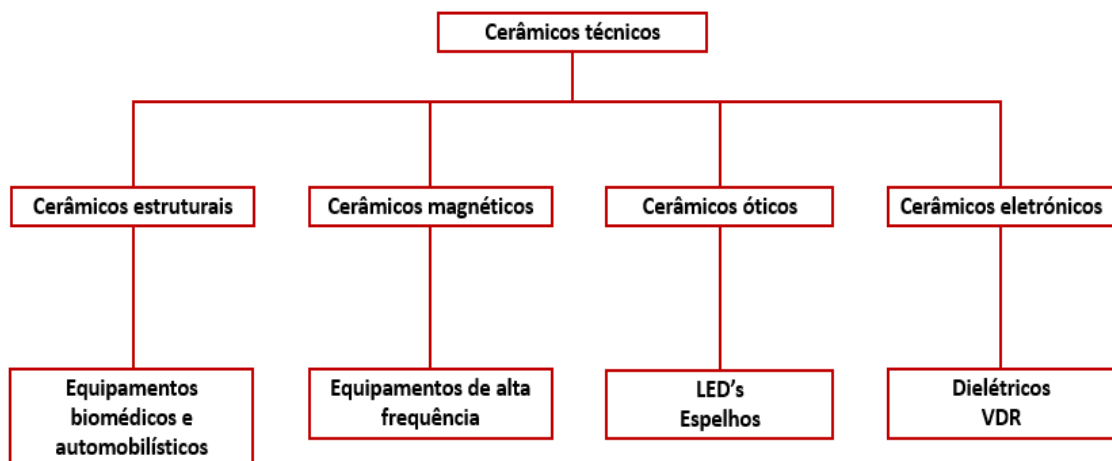 Cerâmicos técnicos
Cerâmicos estruturais
Cerâmicos magnéticos
Cerâmicos óticos
Cerâmicos eletrónicos
Equipamentos
biomédicos e
automobilísticos
Equipamentos de alta
frequência
LED's
Espelhos
Dielétricos
VDR